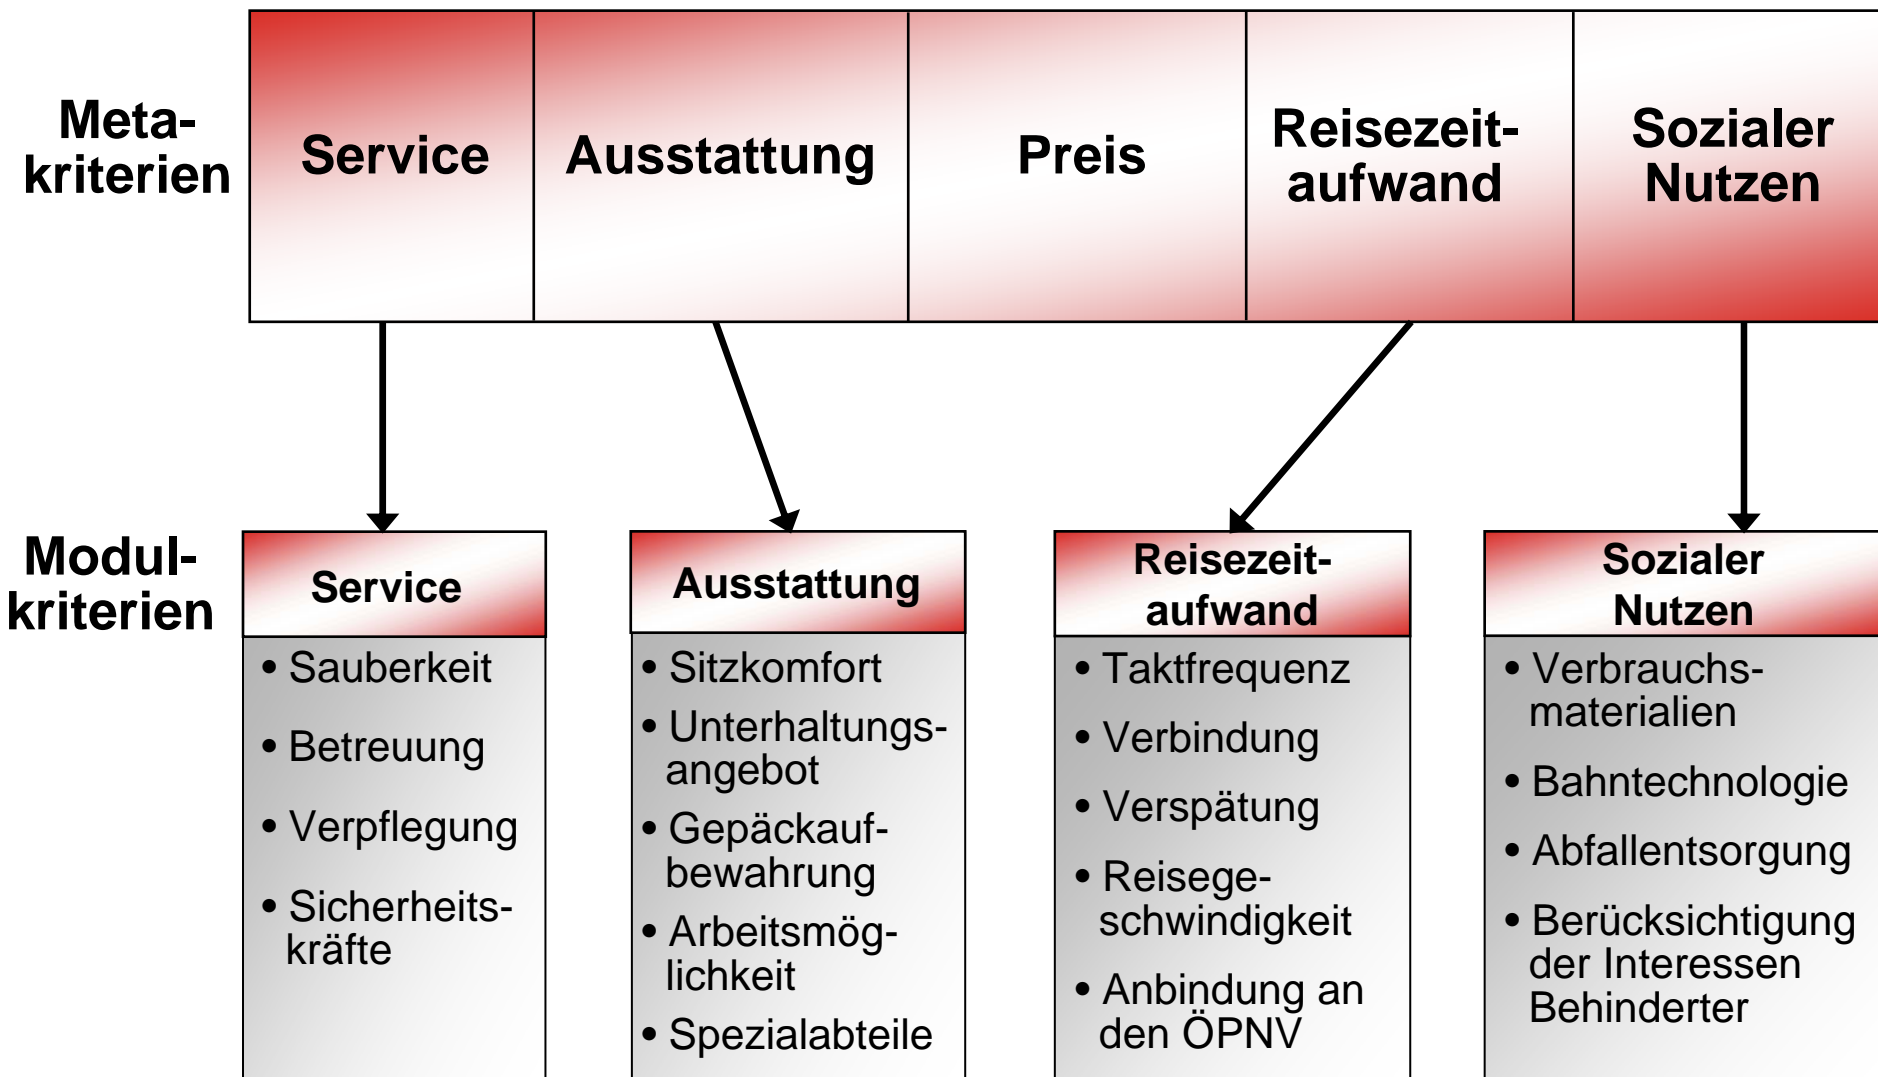 Meta-
kriterien
Service
Ausstattung
Preis
Reisezeit-
aufwand
Sozialer
Nutzen
Modul-
kriterien
Service
• Sauberkeit
• Betreuung
• Verpflegung
• Sicherheits-
kräfte
Ausstattung
• Sitzkomfort
• Unterhaltungs-
angebot
• Gepäckauf-
bewahrung
• Arbeitsmög-
lichkeit
• Spezialabteile
Reisezeit-
aufwand
• Taktfrequenz
• Verbindung
• Verspätung
• Reisege-
schwindigkeit
• Anbindung an
den ÖPNV
Sozialer
Nutzen
• Verbrauchs-
materialien
• Bahntechnologie
• Abfallentsorgung
• Berücksichtigung
der Interessen
Behinderter